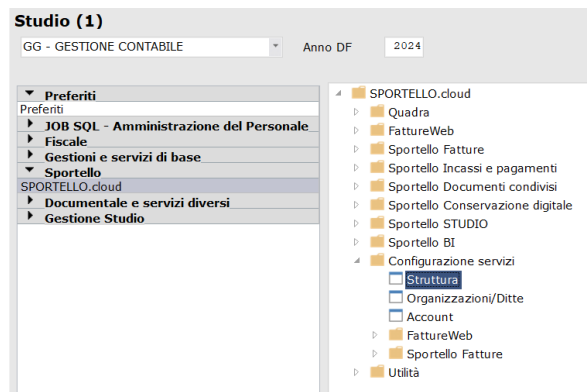 Studio (1)
GG - GESTIONE CONTABILE
Anno DF 2024
Preferiti
Preferiti
JOB SQL - Amministrazione del Personale
Fiscale
Gestioni e servizi di base
Sportello
SPORTELLO.cloud
Documentale e servizi diversi
Gestione Studio
SPORTELLO.cloud
Quadra
FattureWeb
Sportello Fatture
Sportello Incassi e pagamenti
Sportello Documenti condivisi
Sportello Conservazione digitale
Sportello STUDIO
Sportello BI
Configurazione servizi
Struttura
Organizzazioni/Ditte
Account
FattureWeb
Sportello Fatture
Utilità